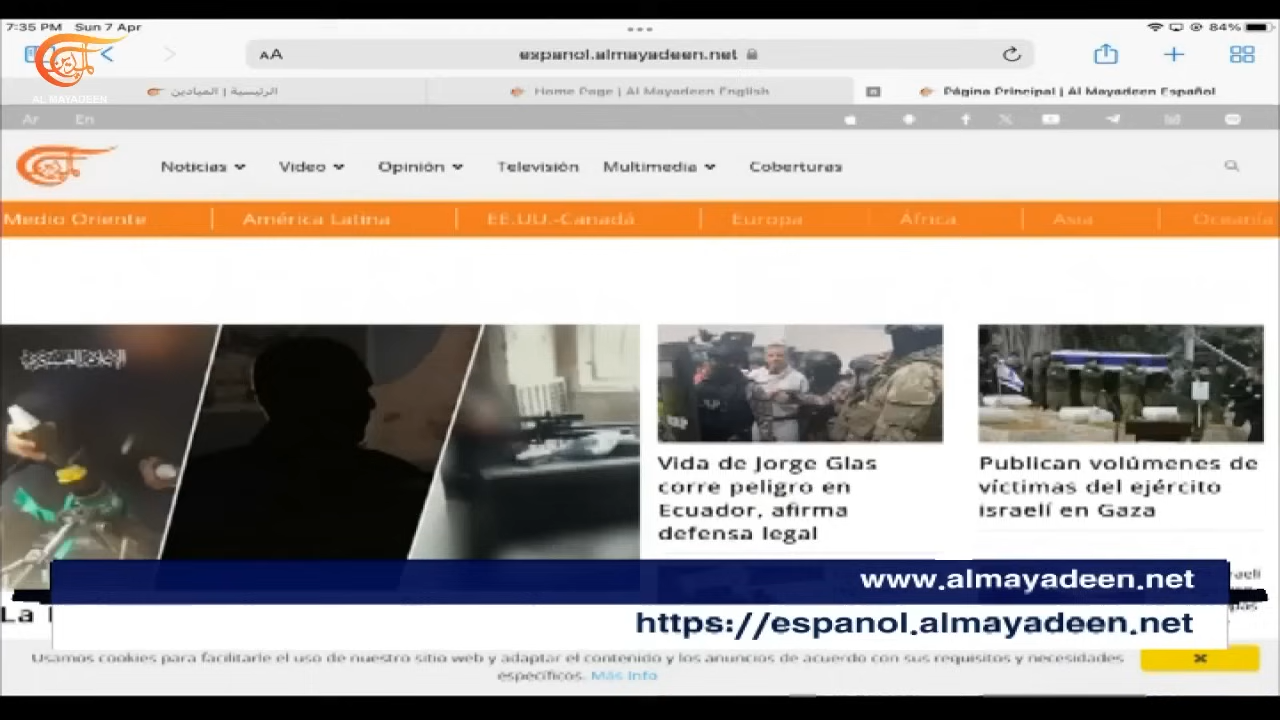 7:35 PM Sun 7 Apr
84%
AA
espanol.almayadeen.net
AL MAYADEEN
الرئيسية | الميادين
Home Page | Al Mayadeen English
Página Principal | Al Mayadeen Español
Ar En
Noticias Video Opinión Televisión Multimedia Coberturas
Medio Oriente América Latina EE.UU.-Canadá Europa África Asia Oceanía
الإعلام العسكري
Vida de Jorge Glas
corre peligro en
Ecuador, afirma
defensa legal
Publican volúmenes de
víctimas del ejército
israelí en Gaza
www.almayadeen.net
La
https://espanol.almayadeen.net
Usamos cookies para facilitarle el uso de nuestro sitio web y adaptar el contenido y los anuncios de acuerdo con sus requisitos y necesidades
específicos. Más Info